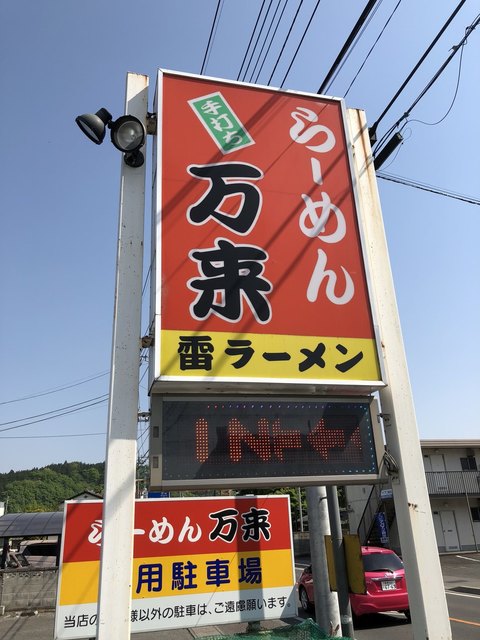 手打ち
らーめん
万来
雷ラーメン
らーめん 万来
用駐車場
当店の 様以外の駐車は、ご遠慮願います。